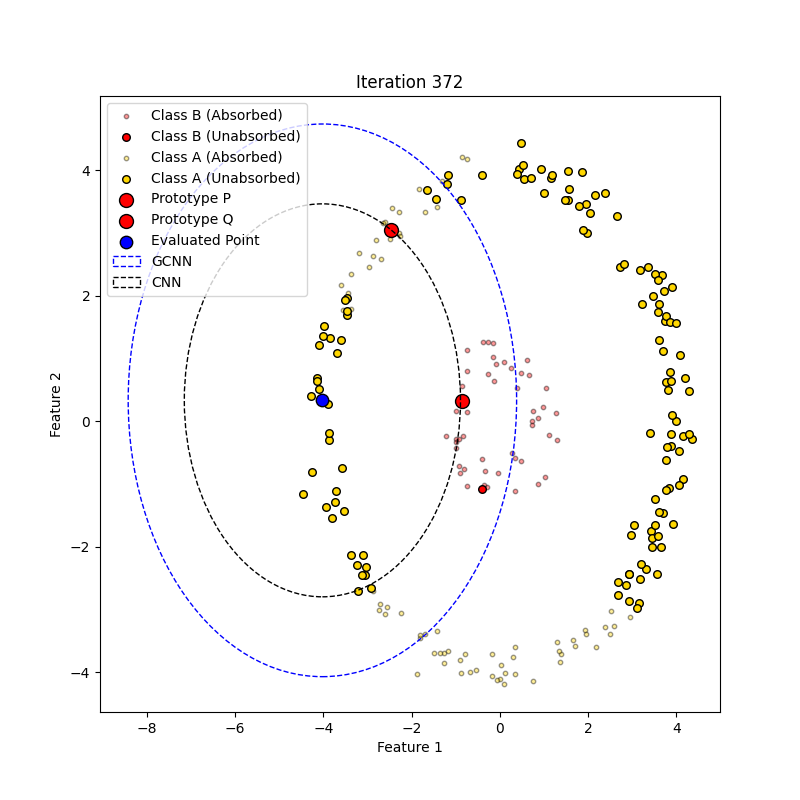 Iteration 372
Class B (Absorbed)
Class B (Unabsorbed)
Class A (Absorbed)
Class A (Unabsorbed)
Prototype P
Prototype Q
Evaluated Point
GCNN
CNN
Feature 2
4
2
0
−2
−4
−8
−6
−4
−2
0
2
4
Feature 1